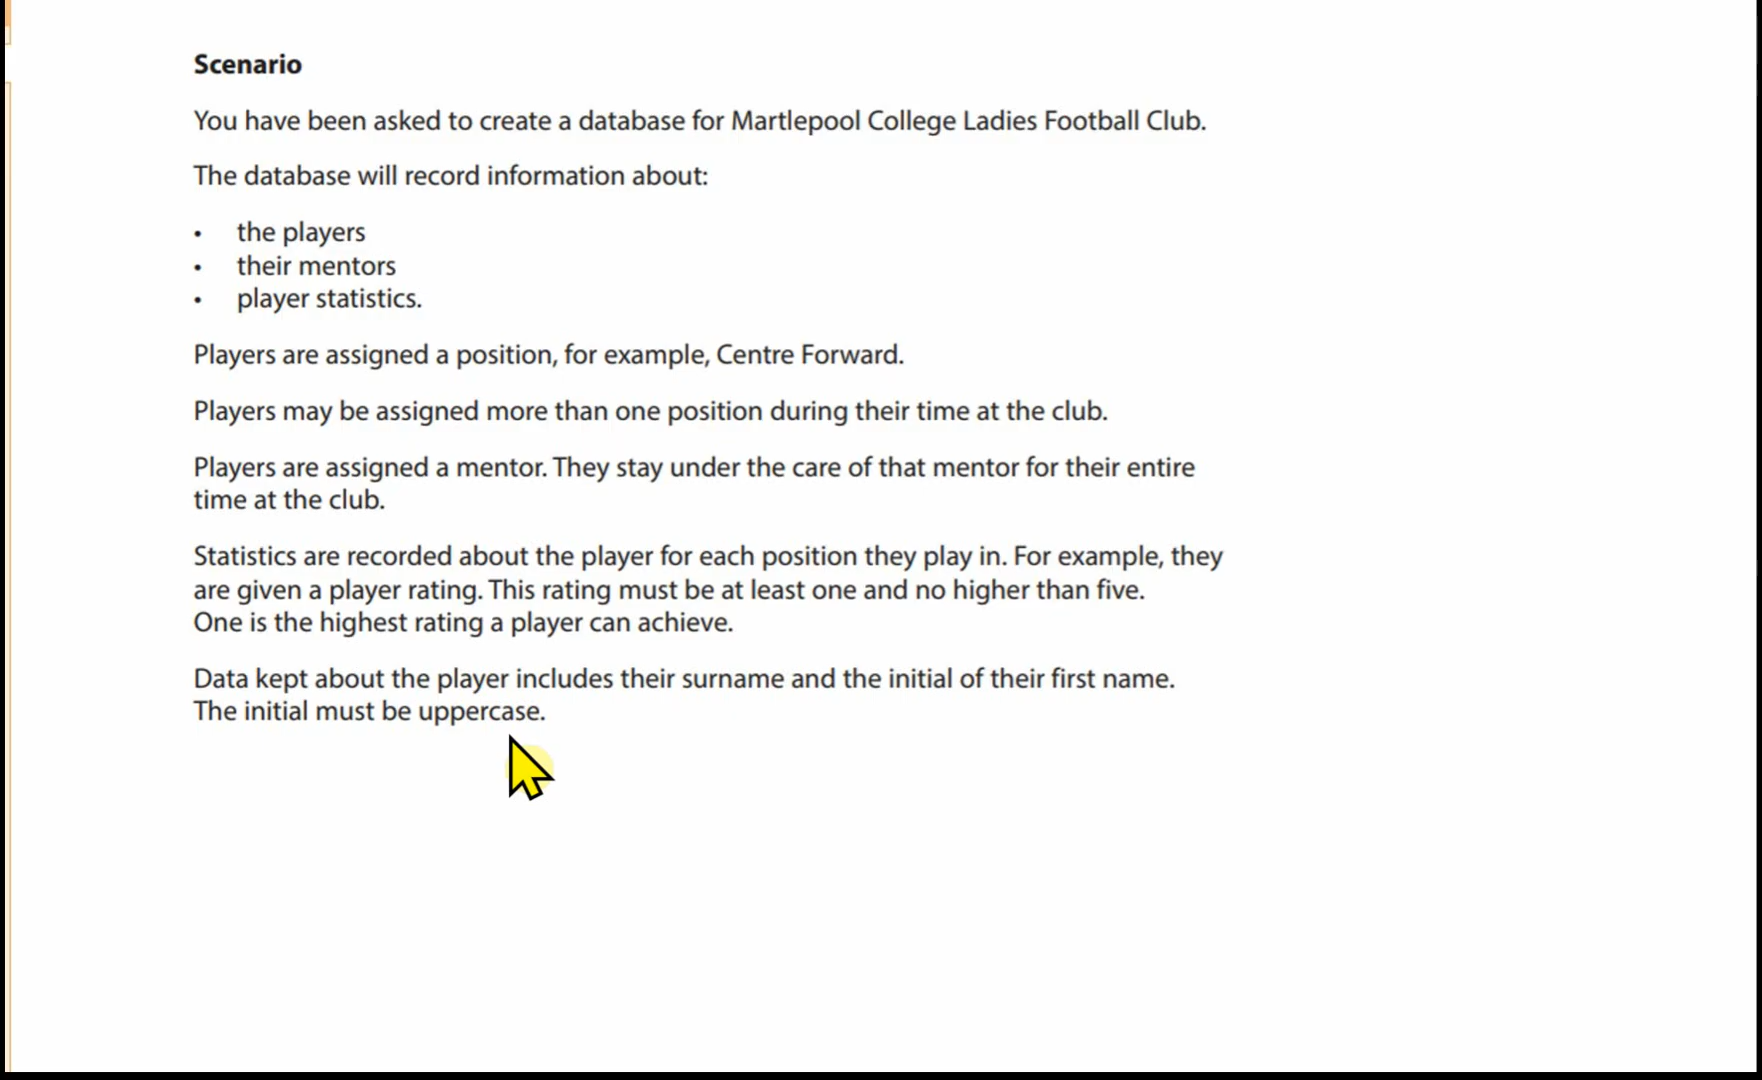 Scenario
You have been asked to create a database for Martlepool College Ladies Football Club.
The database will record information about:
• the players
• their mentors
• player statistics.
Players are assigned a position, for example, Centre Forward.
Players may be assigned more than one position during their time at the club.
Players are assigned a mentor. They stay under the care of that mentor for their entire
time at the club.
Statistics are recorded about the player for each position they play in. For example, they
are given a player rating. This rating must be at least one and no higher than five.
One is the highest rating a player can achieve.
Data kept about the player includes their surname and the initial of their first name.
The initial must be uppercase.